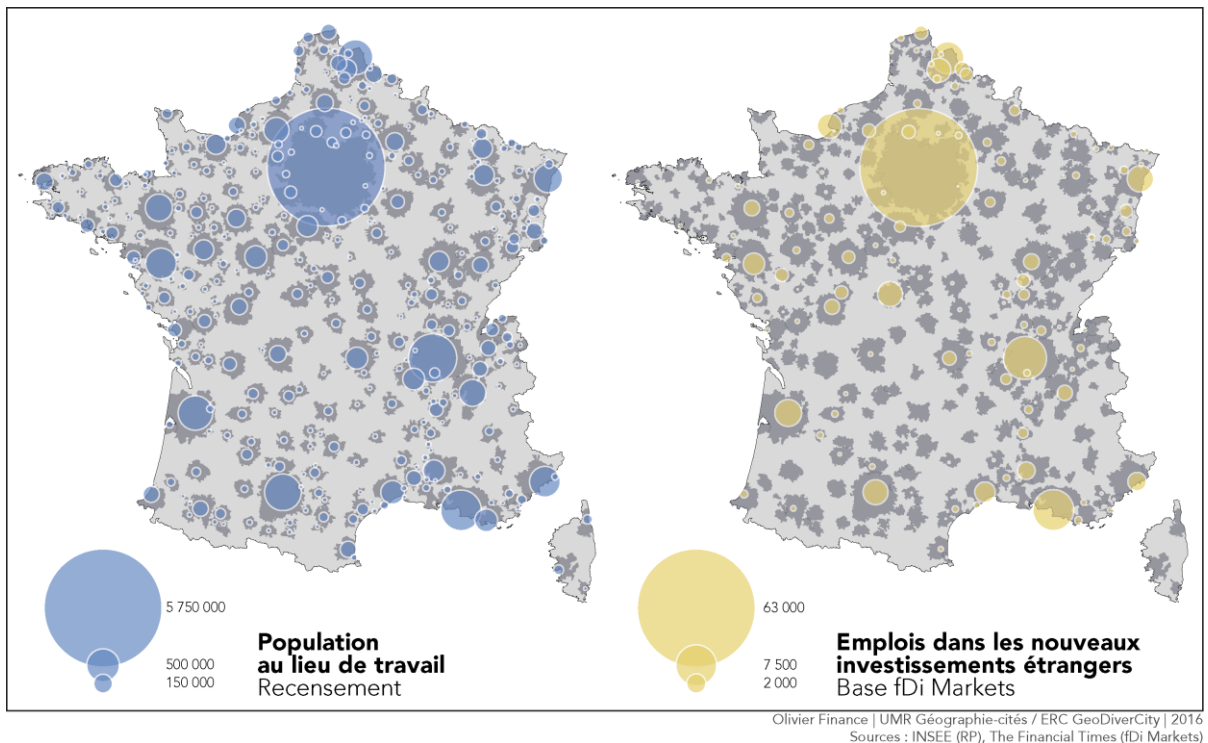 5 750 000
500 000
150 000
Population
au lieu de travail
Recensement
63 000
7 500
2 000
Emplois dans les nouveaux
investissements étrangers
Base fDi Markets
Olivier Finance | UMR Géographie-cités / ERC GeoDiverCity | 2016
Sources : INSEE (RP), The Financial Times (fDi Markets)